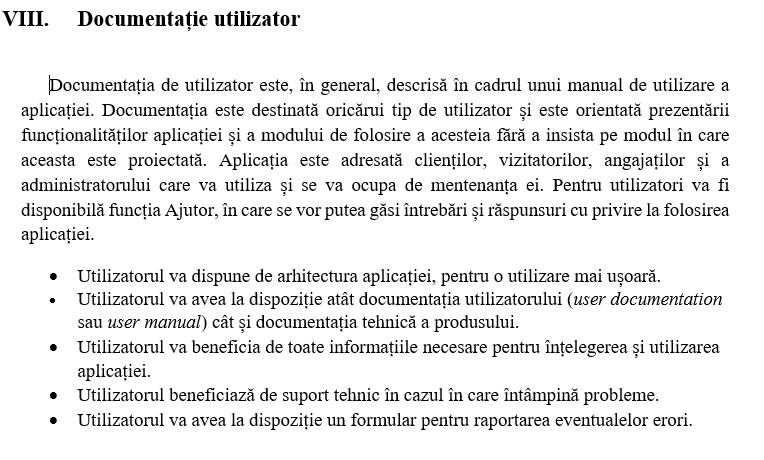 VIII. Documentație utilizator
Documentația de utilizator este, în general, descrisă în cadrul unui manual de utilizare a
aplicației. Documentația este destinată oricărui tip de utilizator și este orientată prezentării
funcționalităților aplicației și a modului de folosire a acesteia fără a insista pe modul în care
aceasta este proiectată. Aplicația este adresată clienților, vizitatorilor, angajaților și a
administratorului care va utiliza și se va ocupa de mentenanța ei. Pentru utilizatori va fi
disponibilă funcția Ajutor, în care se vor putea găsi întrebări și răspunsuri cu privire la folosirea
aplicației.
• Utilizatorul va dispune de arhitectura aplicației, pentru o utilizare mai ușoară.
• Utilizatorul va avea la dispoziție atât documentația utilizatorului (user documentation
sau user manual) cât și documentația tehnică a produsului.
• Utilizatorul va beneficia de toate informațiile necesare pentru înțelegerea și utilizarea
aplicației.
• Utilizatorul beneficiază de suport tehnic în cazul în care întâmpină probleme.
• Utilizatorul va avea la dispoziție un formular pentru raportarea eventualelor erori.